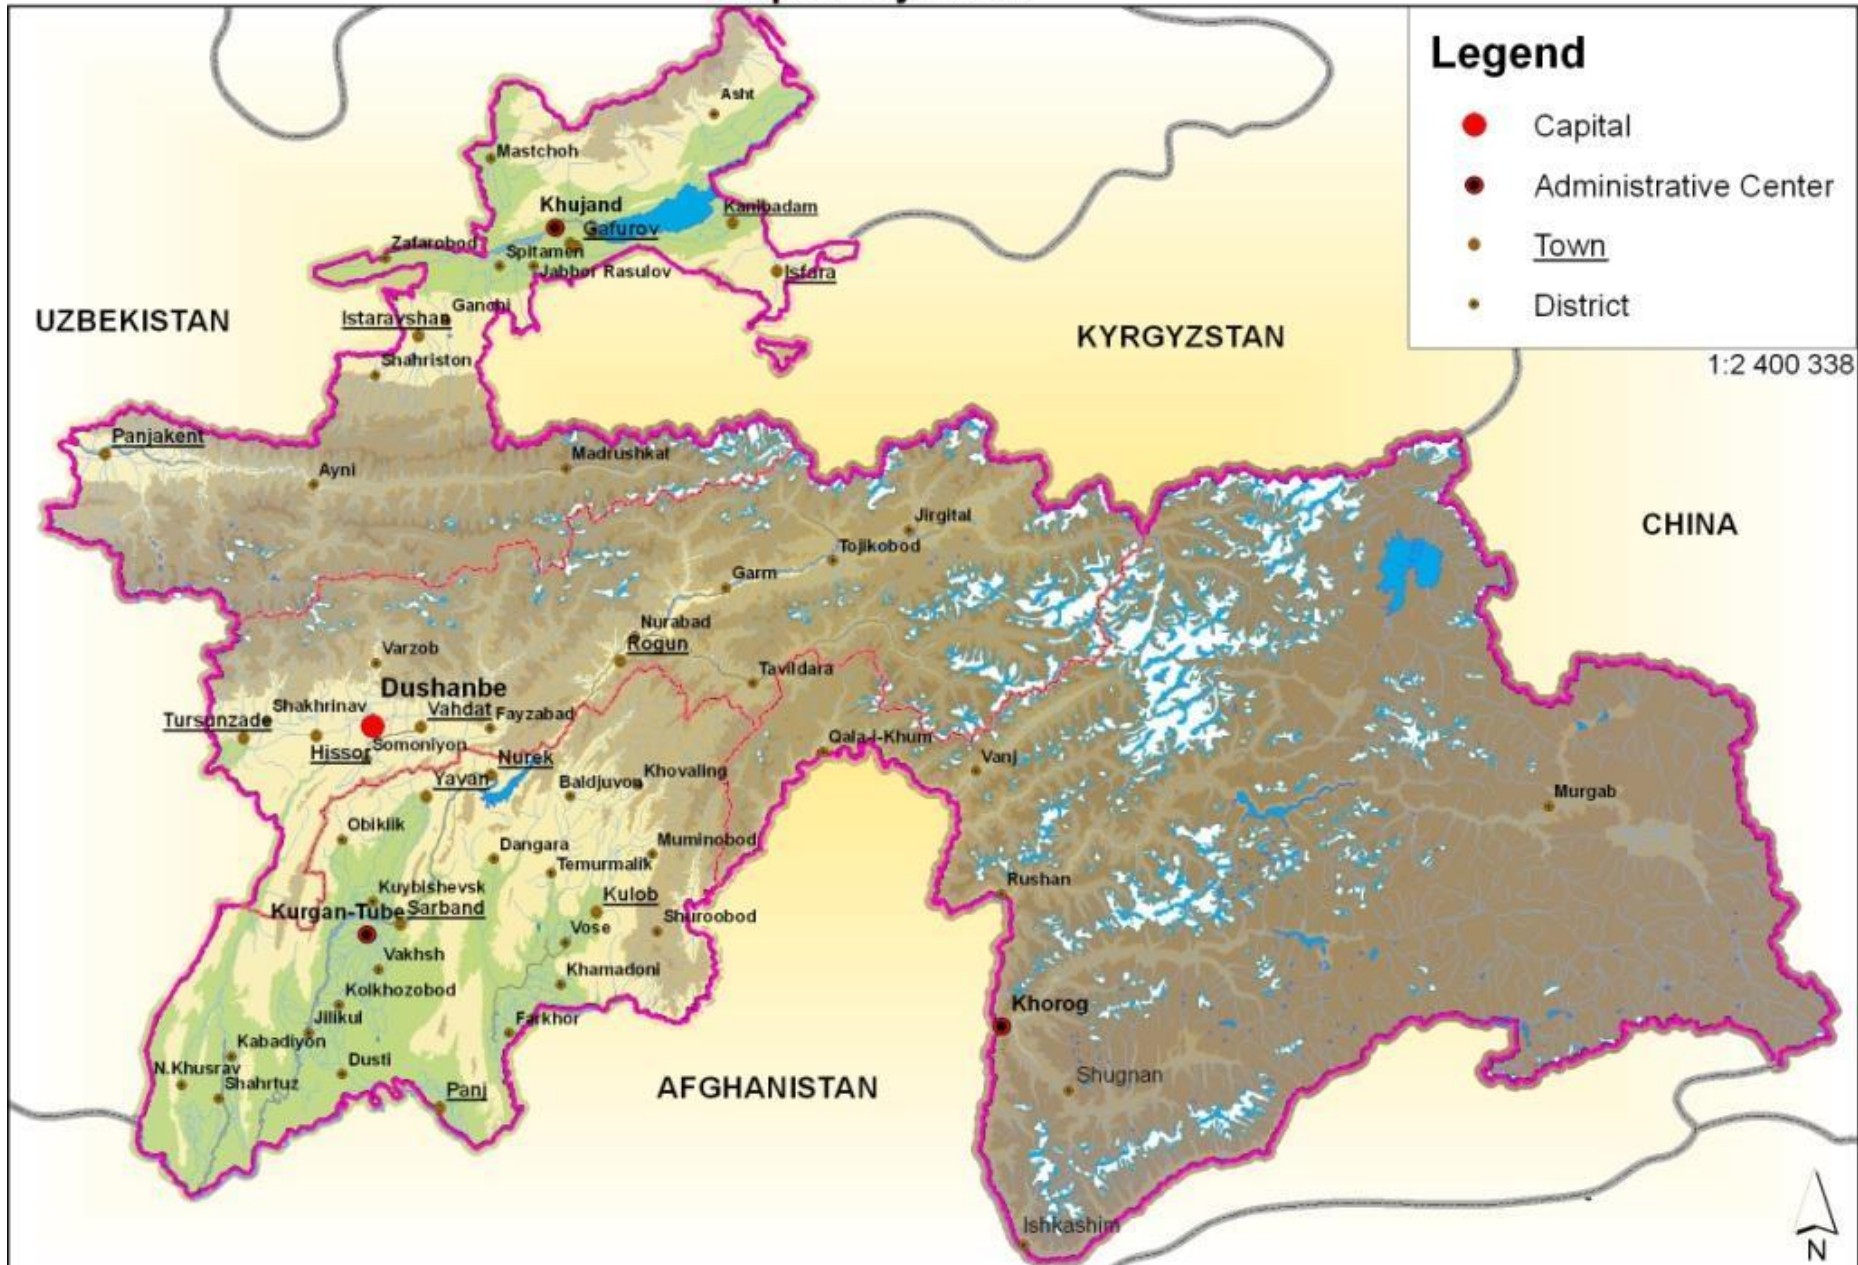 Legend
Capital
Administrative Center
Town
District
1:2 400 338
Asht
Mastchoh
Khujand
Gafurov
Kanibadam
Zafarobod
Spitamen
Jabbor Rasulov
Isfara
UZBEKISTAN
Ganchi
Istaravshan
KYRGYZSTAN
Shahriston
Panjakent
Ayni
Madrushkat
Jirgital
CHINA
Tojikobod
Garm
Nurabad
Rogun
Varzob
Tavildara
Dushanbe
Shakhrinav
Vahdat
Fayzabad
Tursunzade
Hissor
Somoniyon
Qala-I-Khum
Nurek
Vanj
Yavan
Baldjuvon
Khovaling
Murgab
Obikiik
Dangara
Muminobod
Temurmalik
Rushan
Kuybishevsk
Kulob
Kurgan-Tube
Sarband
Shuroobod
Vose
Vakhsh
Khamadoni
Kolkhozobod
Khorog
Jilikul
Farkhor
Kabadiyon
Dusti
N.Khusrav
Shahrtuz
Panj
AFGHANISTAN
Shugnan
Ishkashim
N